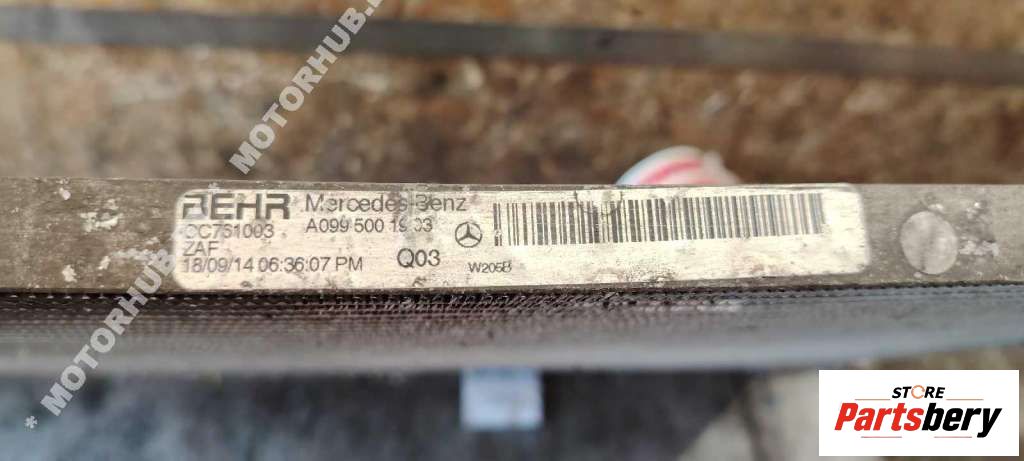 * MOTORHUB * MOTORHUB * MOTORHUB.
BEHR Mercedes-Benz
CC751003 A099 500 19 03
ZAF
18/09/14 06:36:07 PM Q03 W205B
STORE
Partsbery